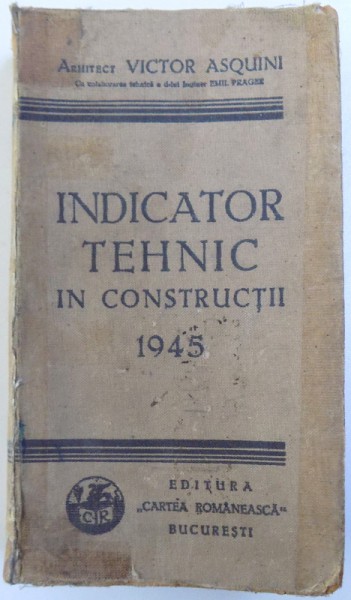 ARHITECT VICTOR ASQUINI
Cu colaborarea tehnică a d-lui Inginer EMIL PRAGER
INDICATOR
TEHNIC
IN CONSTRUCȚII
1945
EDITURA
„CARTEA ROMÂNEASCĂ"
BUCUREȘTI
CR